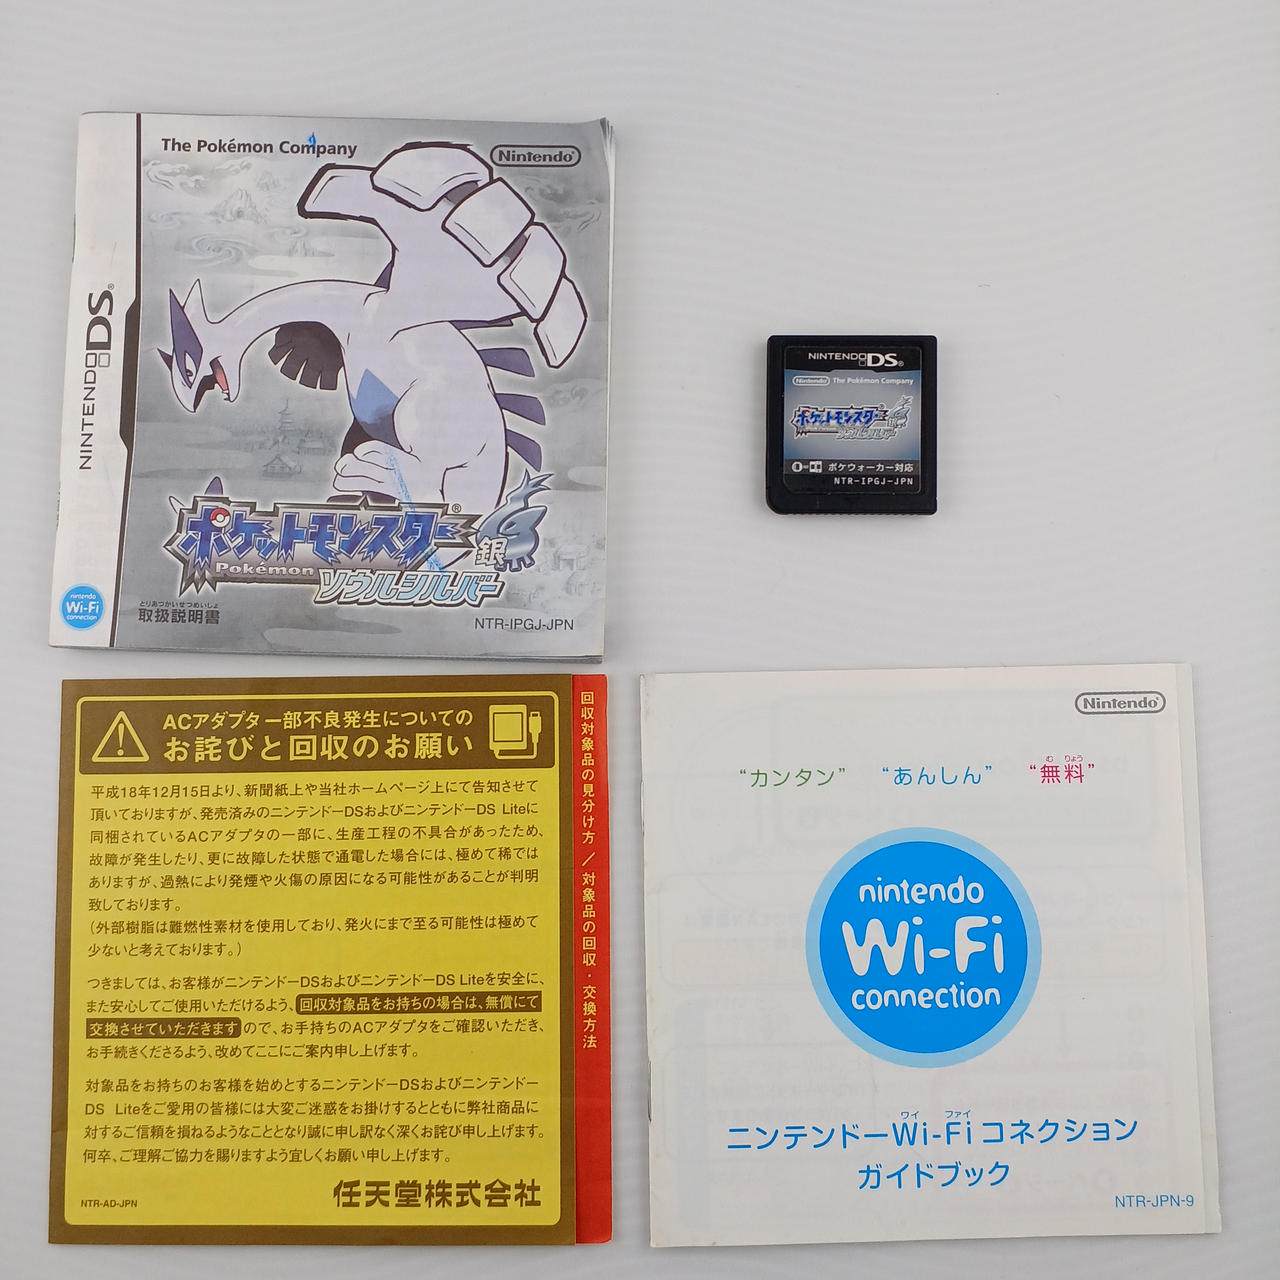 The Pokémon Company
Nintendo
NINTENDO DS
ポケットモンスター
Pokémon
銀
ソウルシルバー
nintendo
Wi-Fi
connection
とりあつかいせつめいしょ
取扱説明書
NTR-IPGJ-JPN
NINTENDO DS
Nintendo The Pokémon Company
ポケットモンスター
銀
ソウルシルバー
ポケウォーカー対応
NTR-IPGJ-JPN
ACアダプター部不良発生についての
お詫びと回収のお願い
平成18年12月15日より、新聞紙上や当社ホームページ上にて告知させて
頂いておりますが、発売済みのニンテンドーDSおよびニンテンドーDS Liteに
同梱されているACアダプタの一部に、生産工程の不具合があったため、
故障が発生したり、更に故障した状態で通電した場合には、極めて稀では
ありますが、過熱により発煙や火傷の原因になる可能性があることが判明
致しております。
（外部樹脂は難燃性素材を使用しており、発火にまで至る可能性は極めて
少ないと考えております。）
つきましては、お客様がニンテンドーDSおよびニンテンドーDS Liteを安全に、
また安心してご使用いただけるよう、回収対象品をお持ちの場合は、無償にて
交換させていただきますので、お手持ちのACアダプタをご確認いただき、
お手続きくださるよう、改めてここにご案内申し上げます。
対象品をお持ちのお客様を始めとするニンテンドーDSおよびニンテンドー
DS Liteをご愛用の皆様には大変ご迷惑をお掛けするとともに弊社商品に
対するご信頼を損ねるようなこととなり誠に申し訳なく深くお詫び申し上げます。
何卒、ご理解ご協力を賜りますよう宜しくお願い申し上げます。
NTR-AD-JPN
任天堂株式会社
回収対象品の見分け方／対象品の回収・交換方法
Nintendo
“カンタン” “あんしん” “無料”
む りょう
nintendo
Wi-Fi
connection
ワイ ファイ
ニンテンドーWi-Fiコネクション
ガイドブック
NTR-JPN-9